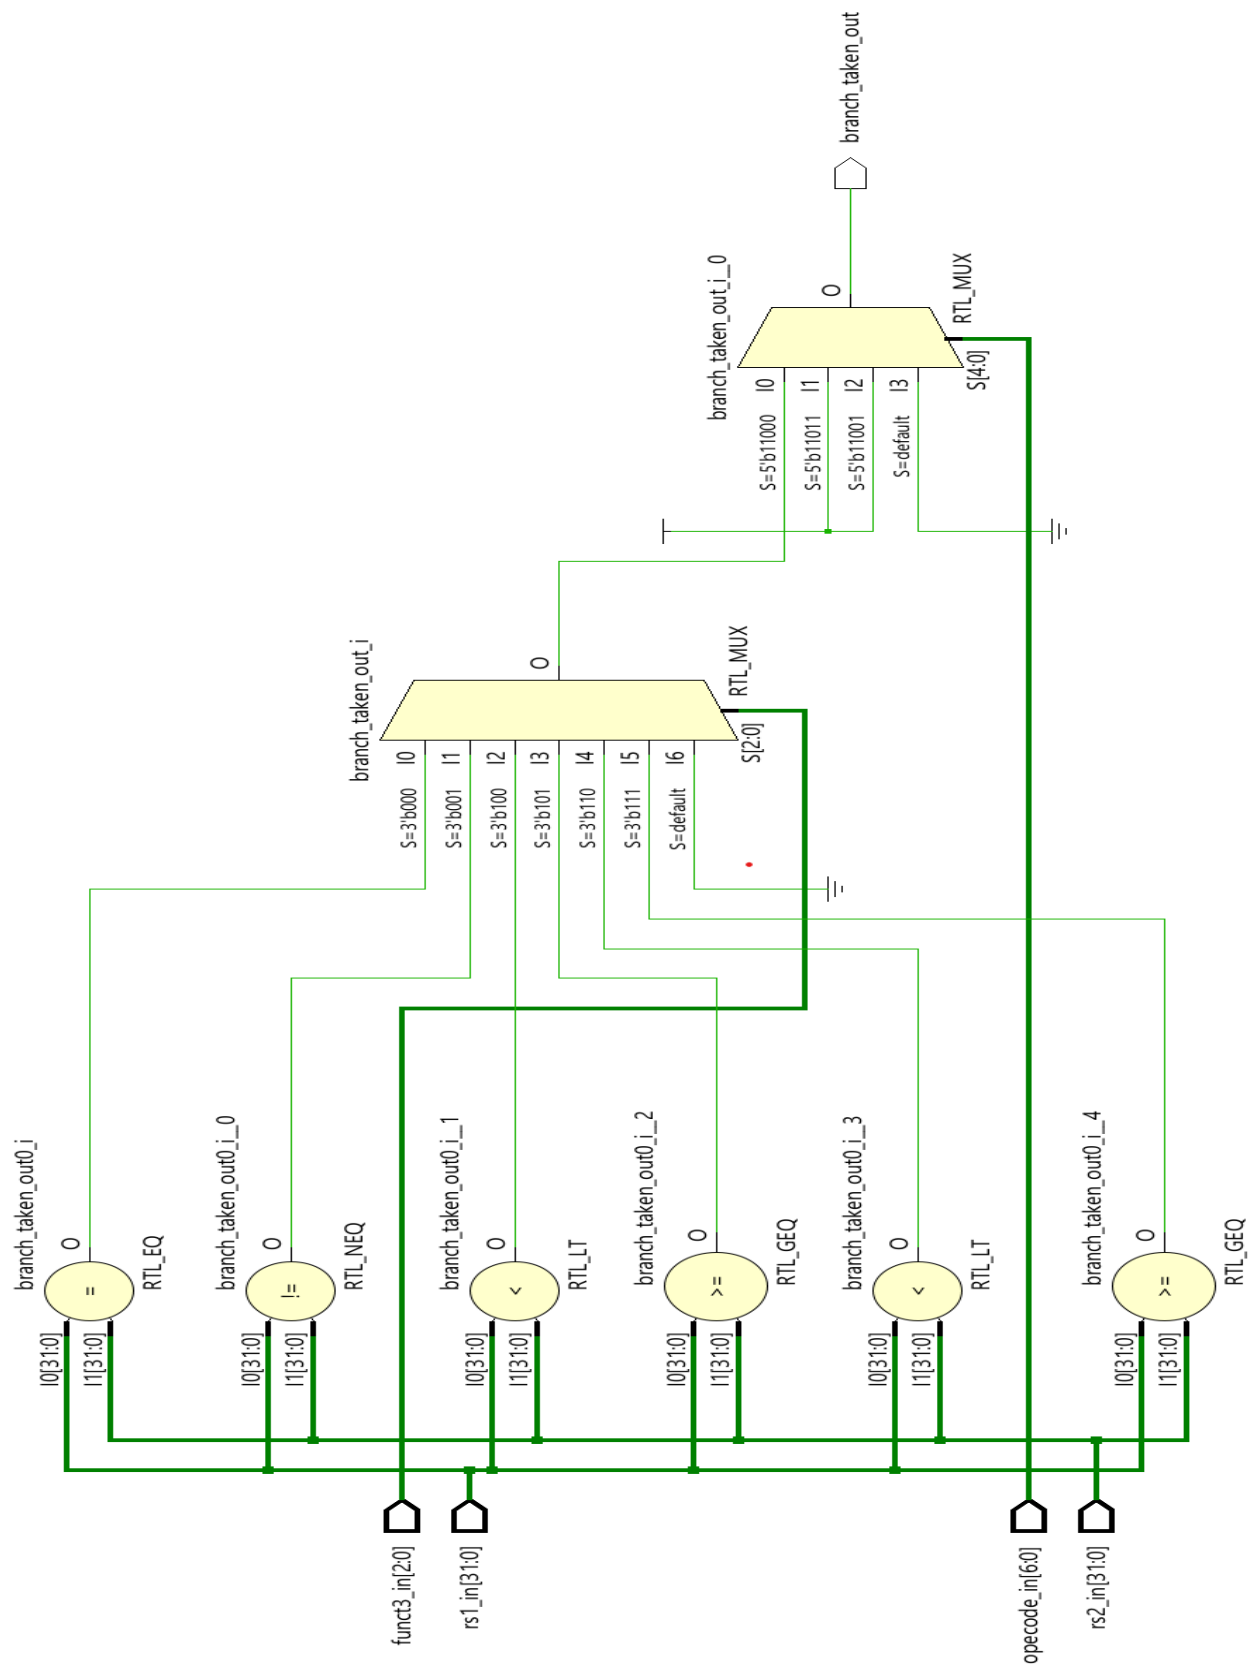 branch_taken_out0_i
I0[31:0]
I1[31:0]
=
O
RTL_EQ
branch_taken_out0_i__0
I0[31:0]
I1[31:0]
!=
O
RTL_NEQ
funct3_in[2:0]
rs1_in[31:0]
branch_taken_out0_i__1
I0[31:0]
I1[31:0]
<
O
RTL_LT
branch_taken_out0_i__2
I0[31:0]
I1[31:0]
>=
O
RTL_GEQ
branch_taken_out0_i__3
I0[31:0]
I1[31:0]
<
O
RTL_LT
opecode_in[6:0]
rs2_in[31:0]
branch_taken_out0_i__4
I0[31:0]
I1[31:0]
>=
O
RTL_GEQ
branch_taken_out_i
S=3'b000 I0
S=3'b001 I1
S=3'b100 I2
S=3'b101 I3
S=3'b110 I4
S=3'b111 I5
S=default I6
O
S[2:0]
RTL_MUX
branch_taken_out_i__0
S=5'b11000 I0
S=5'b11011 I1
S=5'b11001 I2
S=default I3
O
S[4:0]
RTL_MUX
branch_taken_out